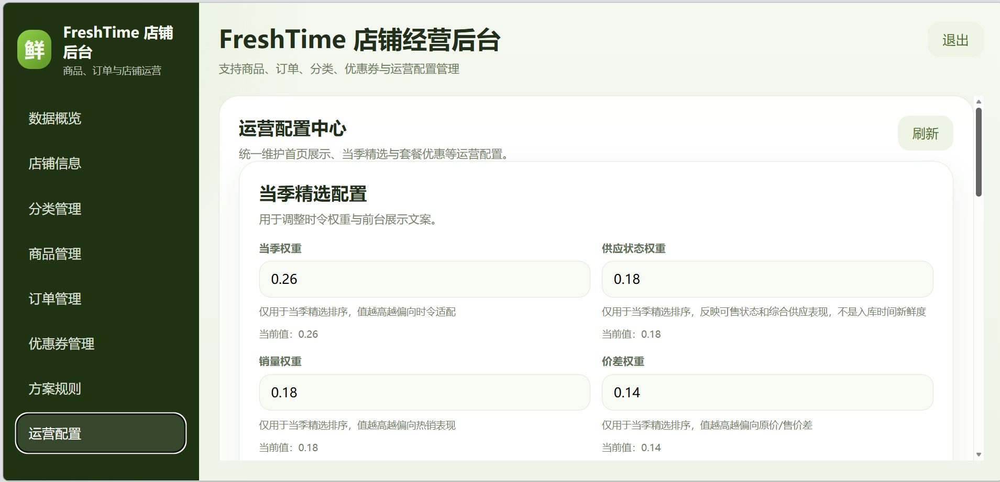 鲜
FreshTime 店铺
后台
商品、订单与店铺运营
数据概览
店铺信息
分类管理
商品管理
订单管理
优惠券管理
方案规则
运营配置
FreshTime 店铺经营后台
支持商品、订单、分类、优惠券与运营配置管理
退出
运营配置中心
统一维护首页展示、当季精选与套餐优惠等运营配置。
刷新
当季精选配置
用于调整时令权重与前台展示文案。
当季权重
0.26
仅用于当季精选排序，值越高越偏向时令适配
当前值：0.26
供应状态权重
0.18
仅用于当季精选排序，反映可售状态和综合供应表现，不是入库时间新鲜度
当前值：0.18
销量权重
0.18
仅用于当季精选排序，值越高越偏向热销表现
当前值：0.18
价差权重
0.14
仅用于当季精选排序，值越高越偏向原价/售价差
当前值：0.14